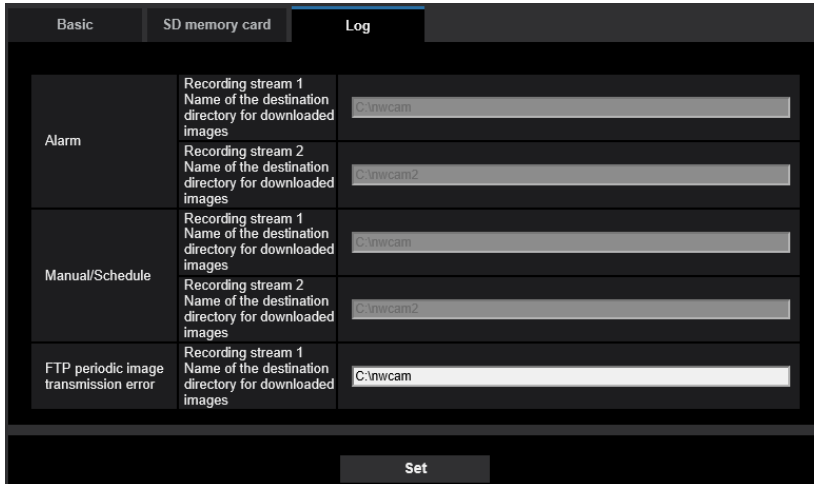 Basic
SD memory card
Log
Alarm
Recording stream 1
Name of the destination
directory for downloaded
images
C:\nwcam
Recording stream 2
Name of the destination
directory for downloaded
images
C:\nwcam2
Manual/Schedule
Recording stream 1
Name of the destination
directory for downloaded
images
C:\nwcam
Recording stream 2
Name of the destination
directory for downloaded
images
C:\nwcam2
FTP periodic image
transmission error
Recording stream 1
Name of the destination
directory for downloaded
images
C:\nwcam
Set